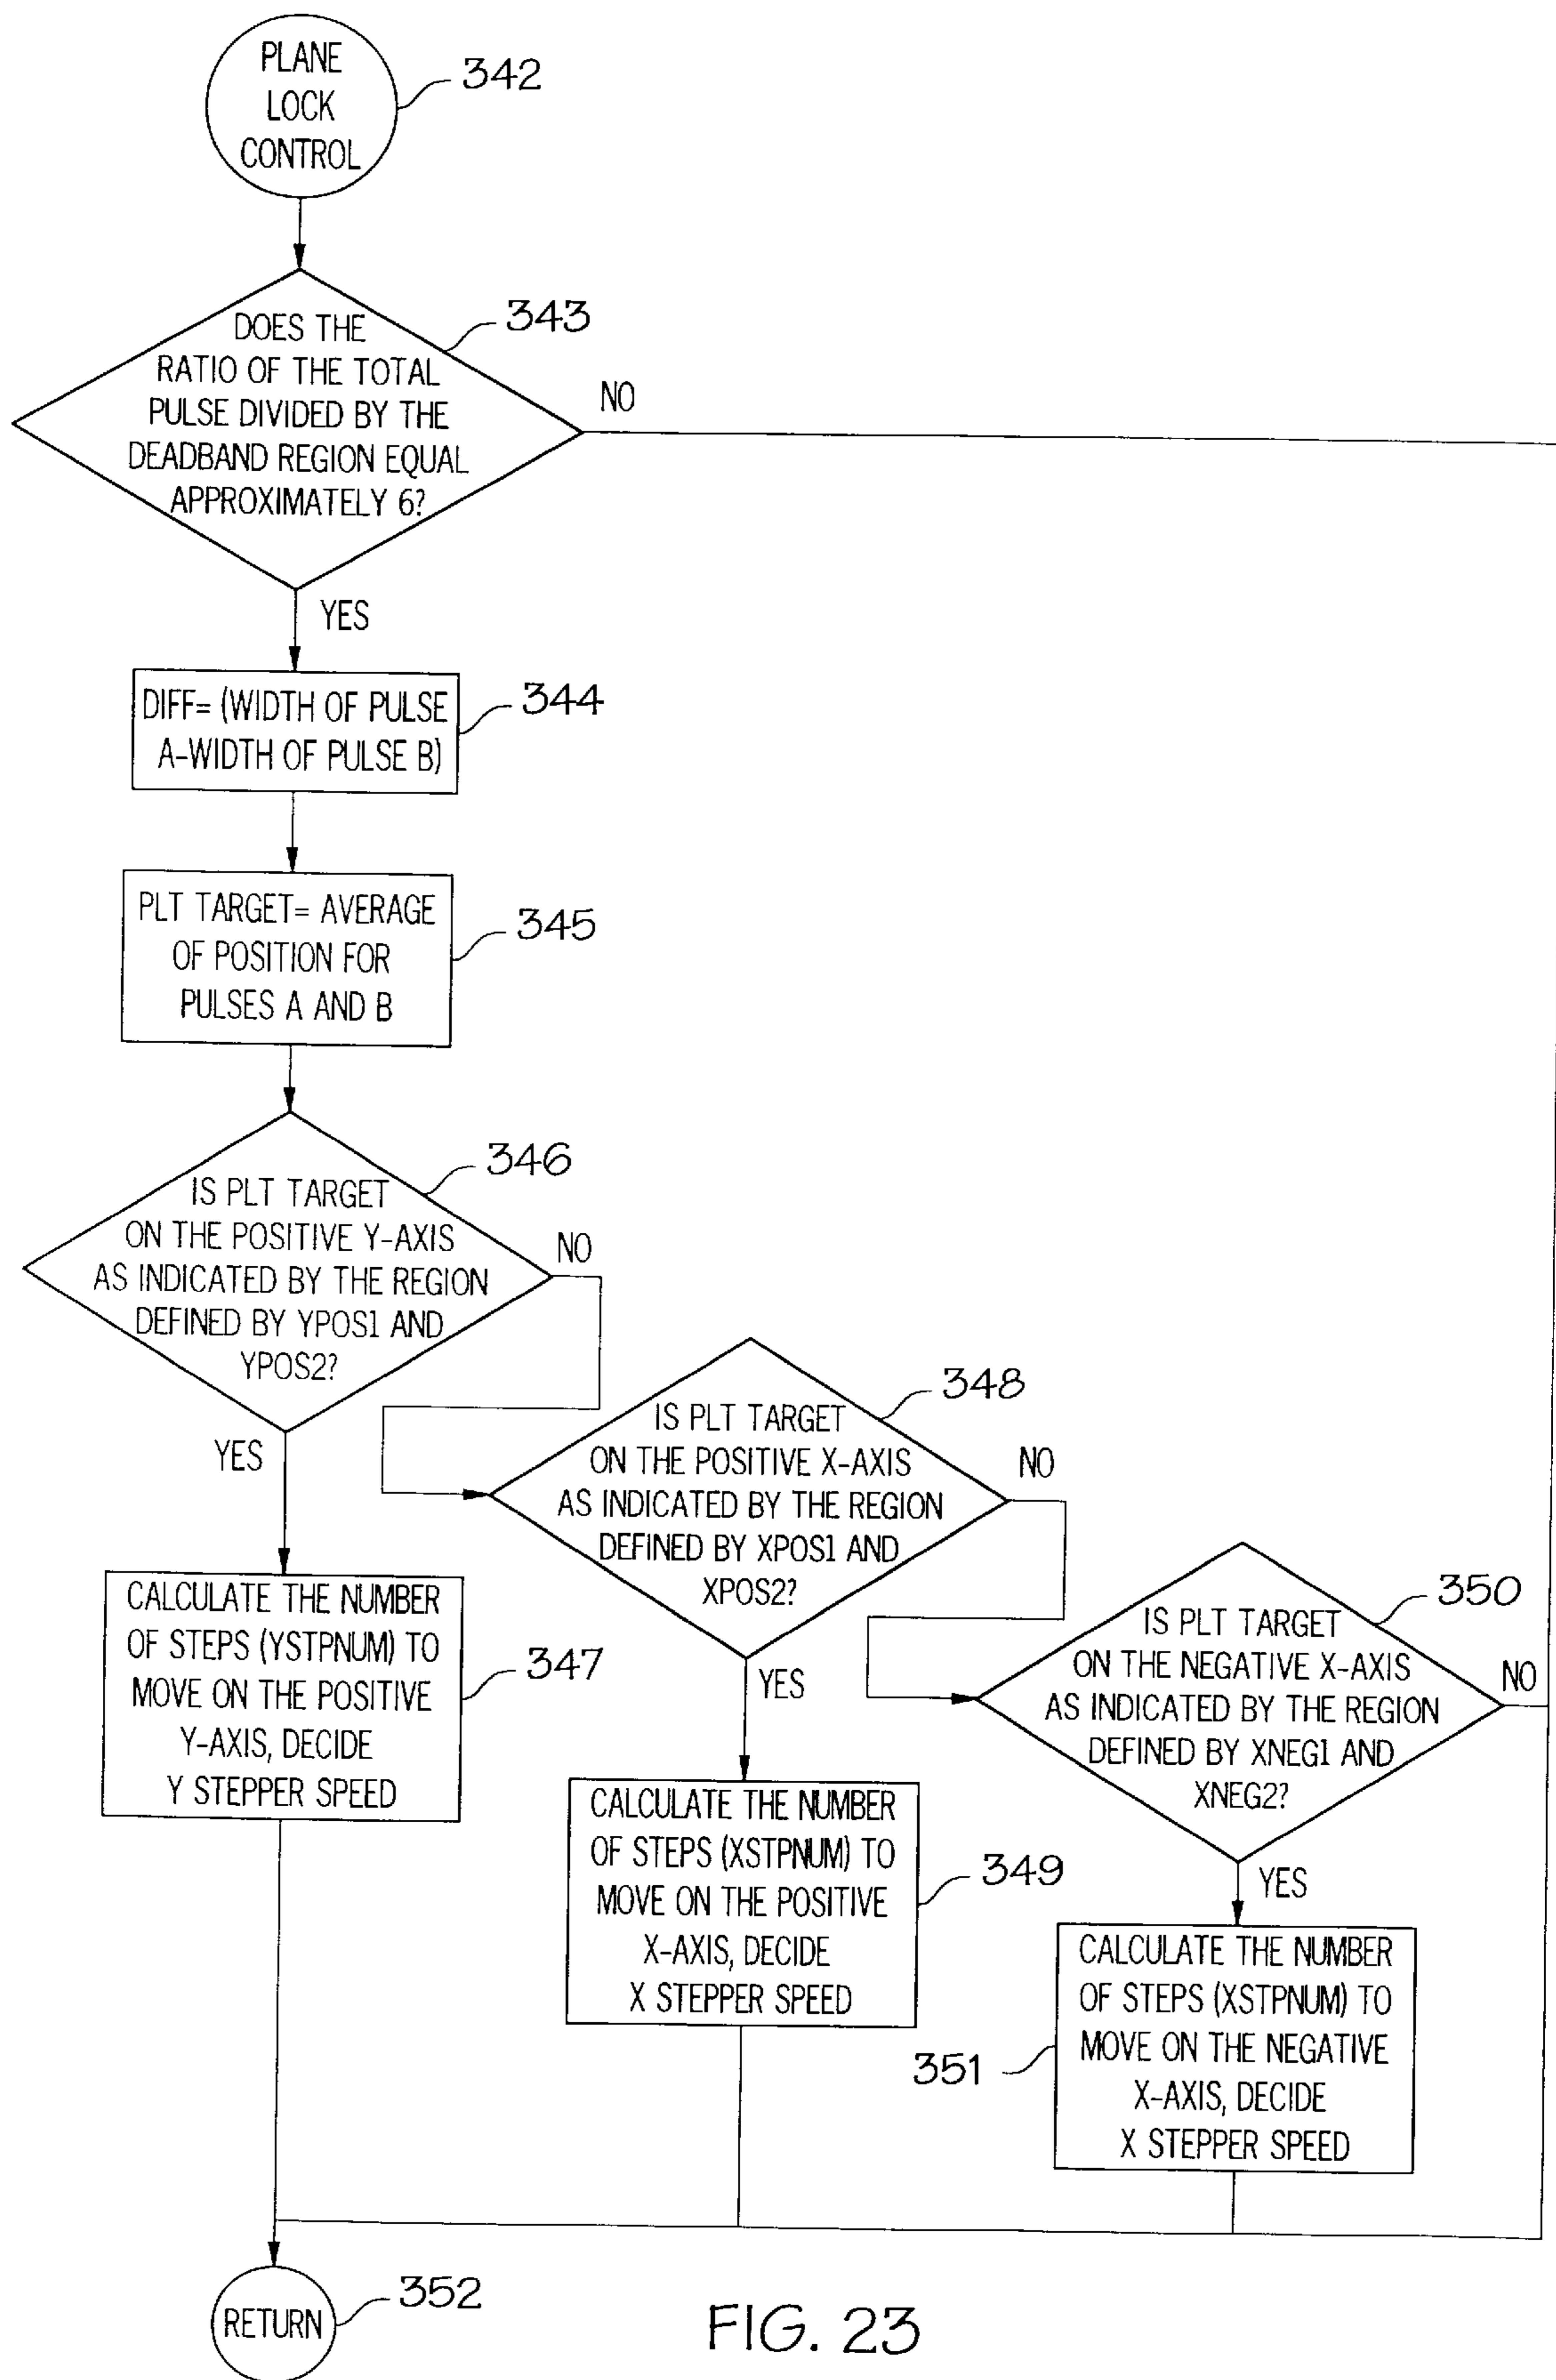 PLANE
LOCK
CONTROL
342
DOES THE
RATIO OF THE TOTAL
PULSE DIVIDED BY THE
DEADBAND REGION EQUAL
APPROXIMATELY 6?
343
NO
YES
DIFF= (WIDTH OF PULSE
A-WIDTH OF PULSE B)
344
PLT TARGET= AVERAGE
OF POSITION FOR
PULSES A AND B
345
IS PLT TARGET
ON THE POSITIVE Y-AXIS
AS INDICATED BY THE REGION
DEFINED BY YPOS1 AND
YPOS2?
346
NO
YES
CALCULATE THE NUMBER
OF STEPS (YSTPNUM) TO
MOVE ON THE POSITIVE
Y-AXIS, DECIDE
Y STEPPER SPEED
347
IS PLT TARGET
ON THE POSITIVE X-AXIS
AS INDICATED BY THE REGION
DEFINED BY XPOS1 AND
XPOS2?
348
NO
YES
CALCULATE THE NUMBER
OF STEPS (XSTPNUM) TO
MOVE ON THE POSITIVE
X-AXIS, DECIDE
X STEPPER SPEED
349
IS PLT TARGET
ON THE NEGATIVE X-AXIS
AS INDICATED BY THE REGION
DEFINED BY XNEG1 AND
XNEG2?
350
NO
YES
CALCULATE THE NUMBER
OF STEPS (XSTPNUM) TO
MOVE ON THE NEGATIVE
X-AXIS, DECIDE
X STEPPER SPEED
351
RETURN
352
FIG. 23